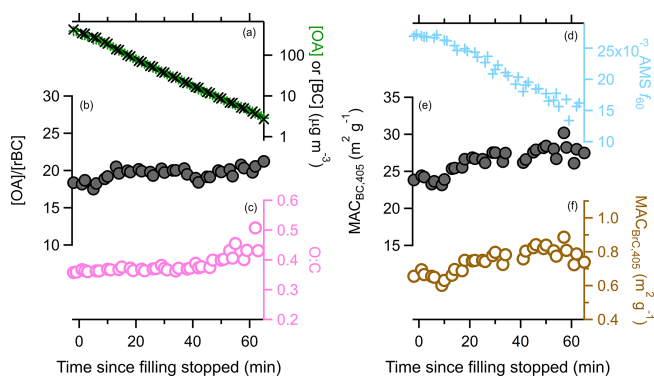 (a)
100
10
1
[OA] or [BC] (µg m-3)
(b)
30
25
20
15
10
[OA]/[rBC]
(c)
0.6
0.4
0.3
0.2
O:C
0
20
40
60
Time since filling stopped (min)
(d)
25x10-3
20
15
10
AMS f60
(e)
35
30
25
20
15
MACBC,405 (m2 g-1)
(f)
1.0
0.8
0.6
0.4
MACBrC,405 (m2 g-1)
0
20
40
60
Time since filling stopped (min)